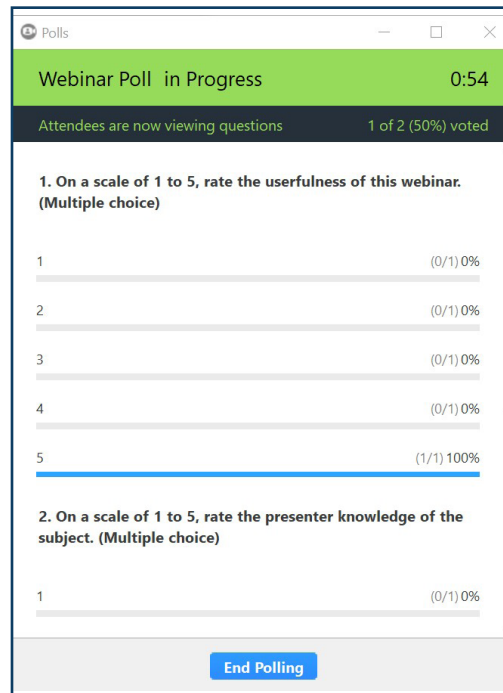 Polls
Webinar Poll in Progress 0:54
Attendees are now viewing questions 1 of 2 (50%) voted
1. On a scale of 1 to 5, rate the userfulness of this webinar.
(Multiple choice)
1 (0/1) 0%
2 (0/1) 0%
3 (0/1) 0%
4 (0/1) 0%
5 (1/1) 100%
2. On a scale of 1 to 5, rate the presenter knowledge of the
subject. (Multiple choice)
1 (0/1) 0%
End Polling